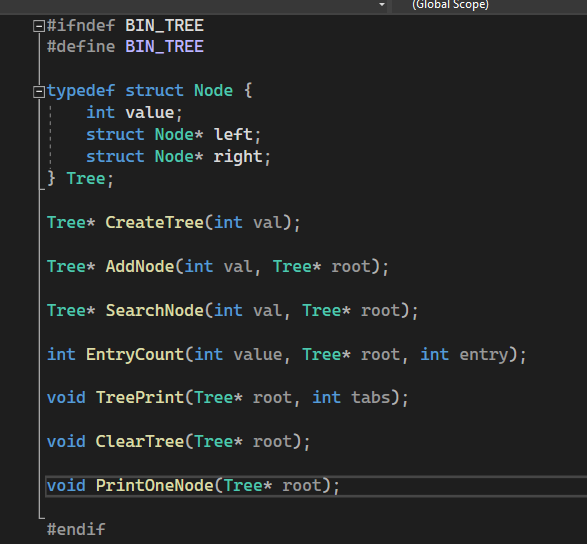 (Global Scope)
#ifndef BIN_TREE
#define BIN_TREE
typedef struct Node {
    int value;
    struct Node* left;
    struct Node* right;
} Tree;
Tree* CreateTree(int val);
Tree* AddNode(int val, Tree* root);
Tree* SearchNode(int val, Tree* root);
int EntryCount(int value, Tree* root, int entry);
void TreePrint(Tree* root, int tabs);
void ClearTree(Tree* root);
void PrintOneNode(Tree* root);
#endif